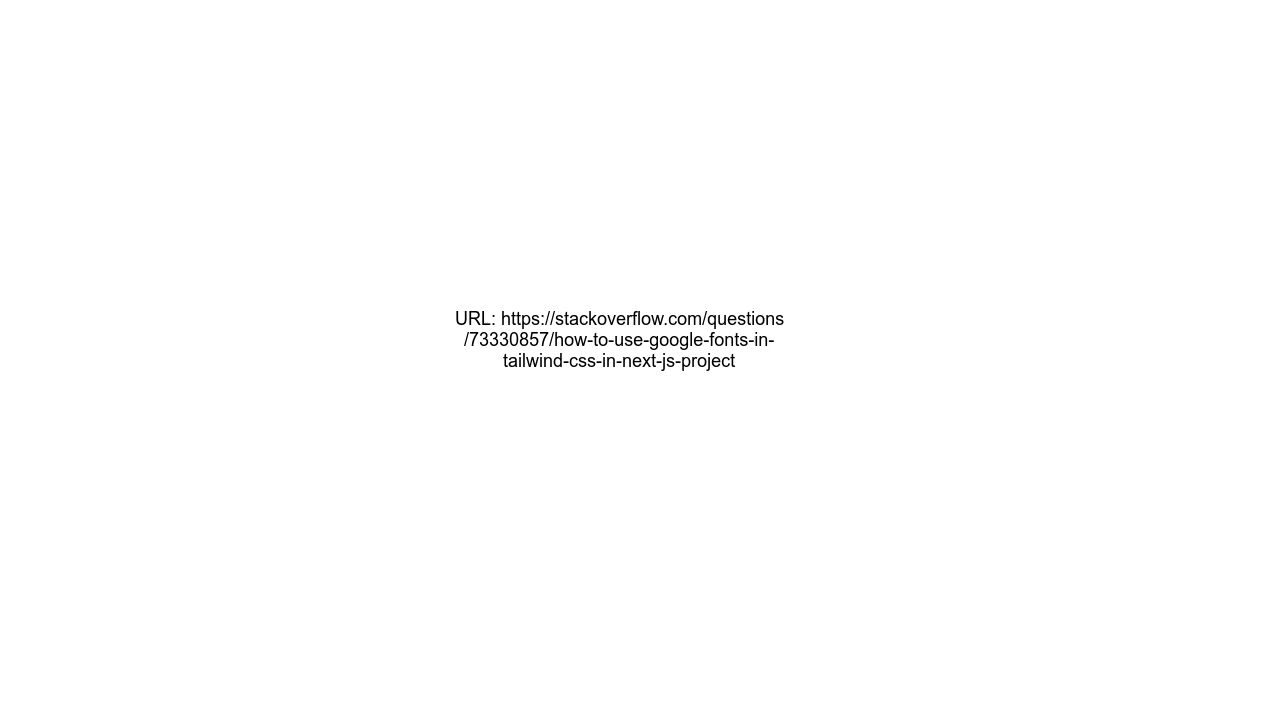 URL: https://stackoverflow.com/questions
/73330857/how-to-use-google-fonts-in-
tailwind-css-in-next-js-project